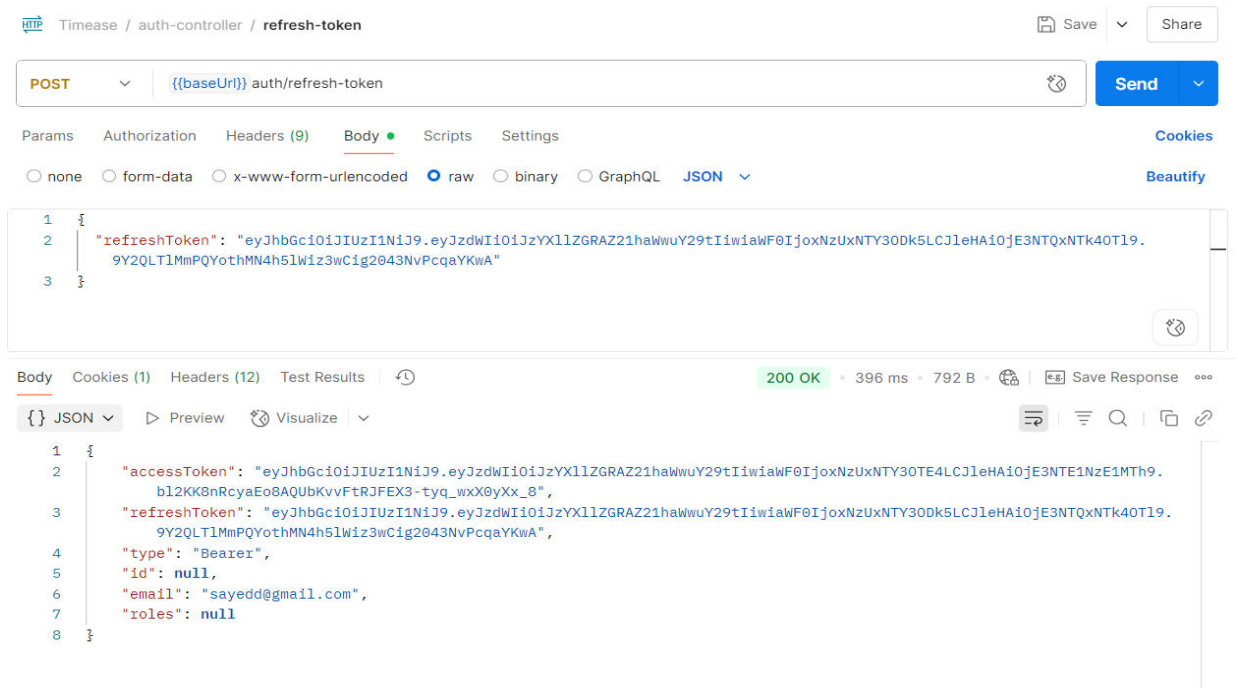 HTTP Timease / auth-controller / refresh-token Save Share
POST {{baseUrl}} auth/refresh-token Send
Params Authorization Headers (9) Body Scripts Settings Cookies
none form-data x-www-form-urlencoded raw binary GraphQL JSON Beautify
1 {
2 "refreshToken": "eyJhbGciOiJIUzI1NiJ9.eyJzdWIiOiJzYXllZGRAZ21haWwuY29tIiwiaWF0IjoxNzUxNTY3ODk5LCJleHAiOjE3NTQxNTk4OTl9.
9Y2QLTlMmPQYothMN4h5lWiz3wCig2043NvPcqaYKwA"
3 }
Body Cookies (1) Headers (12) Test Results 200 OK • 396 ms • 792 B • e.g. Save Response
{} JSON Preview Visualize
1 {
2 "accessToken": "eyJhbGciOiJIUzI1NiJ9.eyJzdWIiOiJzYXllZGRAZ21haWwuY29tIiwiaWF0IjoxNzUxNTY3OTE4LCJleHAiOjE3NTE1NzE1MTh9.
bl2KK8nRcyaEo8AQUbKvvFtRJFEX3-tyq_wxX0yXx_8",
3 "refreshToken": "eyJhbGciOiJIUzI1NiJ9.eyJzdWIiOiJzYXllZGRAZ21haWwuY29tIiwiaWF0IjoxNzUxNTY3ODk5LCJleHAiOjE3NTQxNTk4OTl9.
9Y2QLTlMmPQYothMN4h5lWiz3wCig2043NvPcqaYKwA",
4 "type": "Bearer",
5 "id": null,
6 "email": "sayedd@gmail.com",
7 "roles": null
8 }